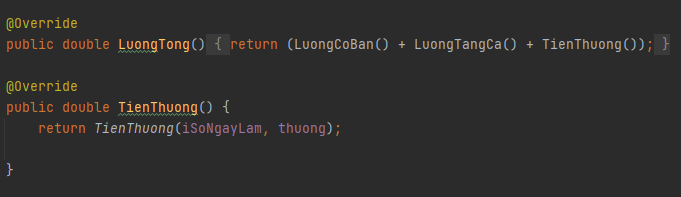 @Override
public double LuongTong() { return (LuongCoBan() + LuongTangCa() + TienThuong()); }
@Override
public double TienThuong() {
return TienThuong(iSoNgayLam, thuong);
}